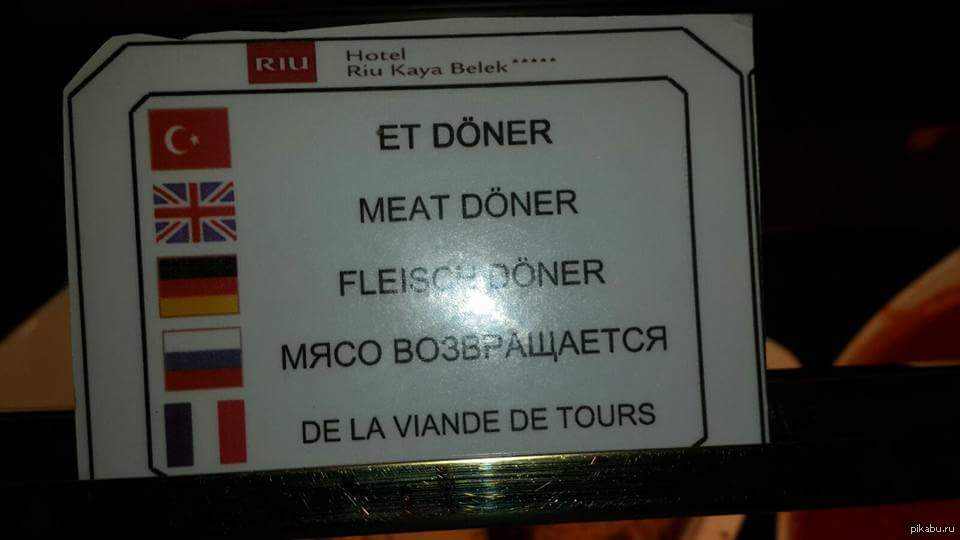 RIU
Hotel
Riu Kaya Belek*****
ET DÖNER
MEAT DÖNER
FLEISCH DÖNER
МЯСО ВОЗВРАЩАЕТСЯ
DE LA VIANDE DE TOURS
pikabu.ru